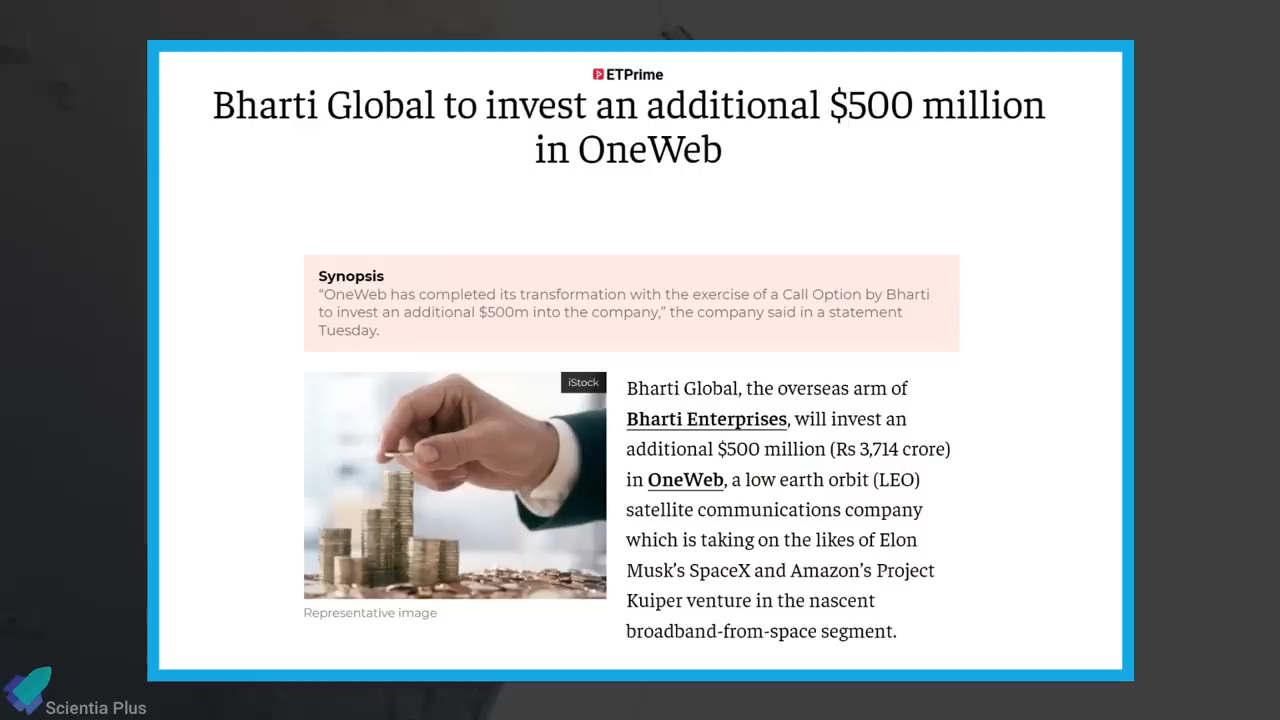 ETPrime
Bharti Global to invest an additional $500 million
in OneWeb
Synopsis
“OneWeb has completed its transformation with the exercise of a Call Option by Bharti
to invest an additional $500m into the company,” the company said in a statement
Tuesday.
iStock
Representative image
Bharti Global, the overseas arm of
Bharti Enterprises, will invest an
additional $500 million (Rs 3,714 crore)
in OneWeb, a low earth orbit (LEO)
satellite communications company
which is taking on the likes of Elon
Musk’s SpaceX and Amazon’s Project
Kuiper venture in the nascent
broadband-from-space segment.
Scientia Plus